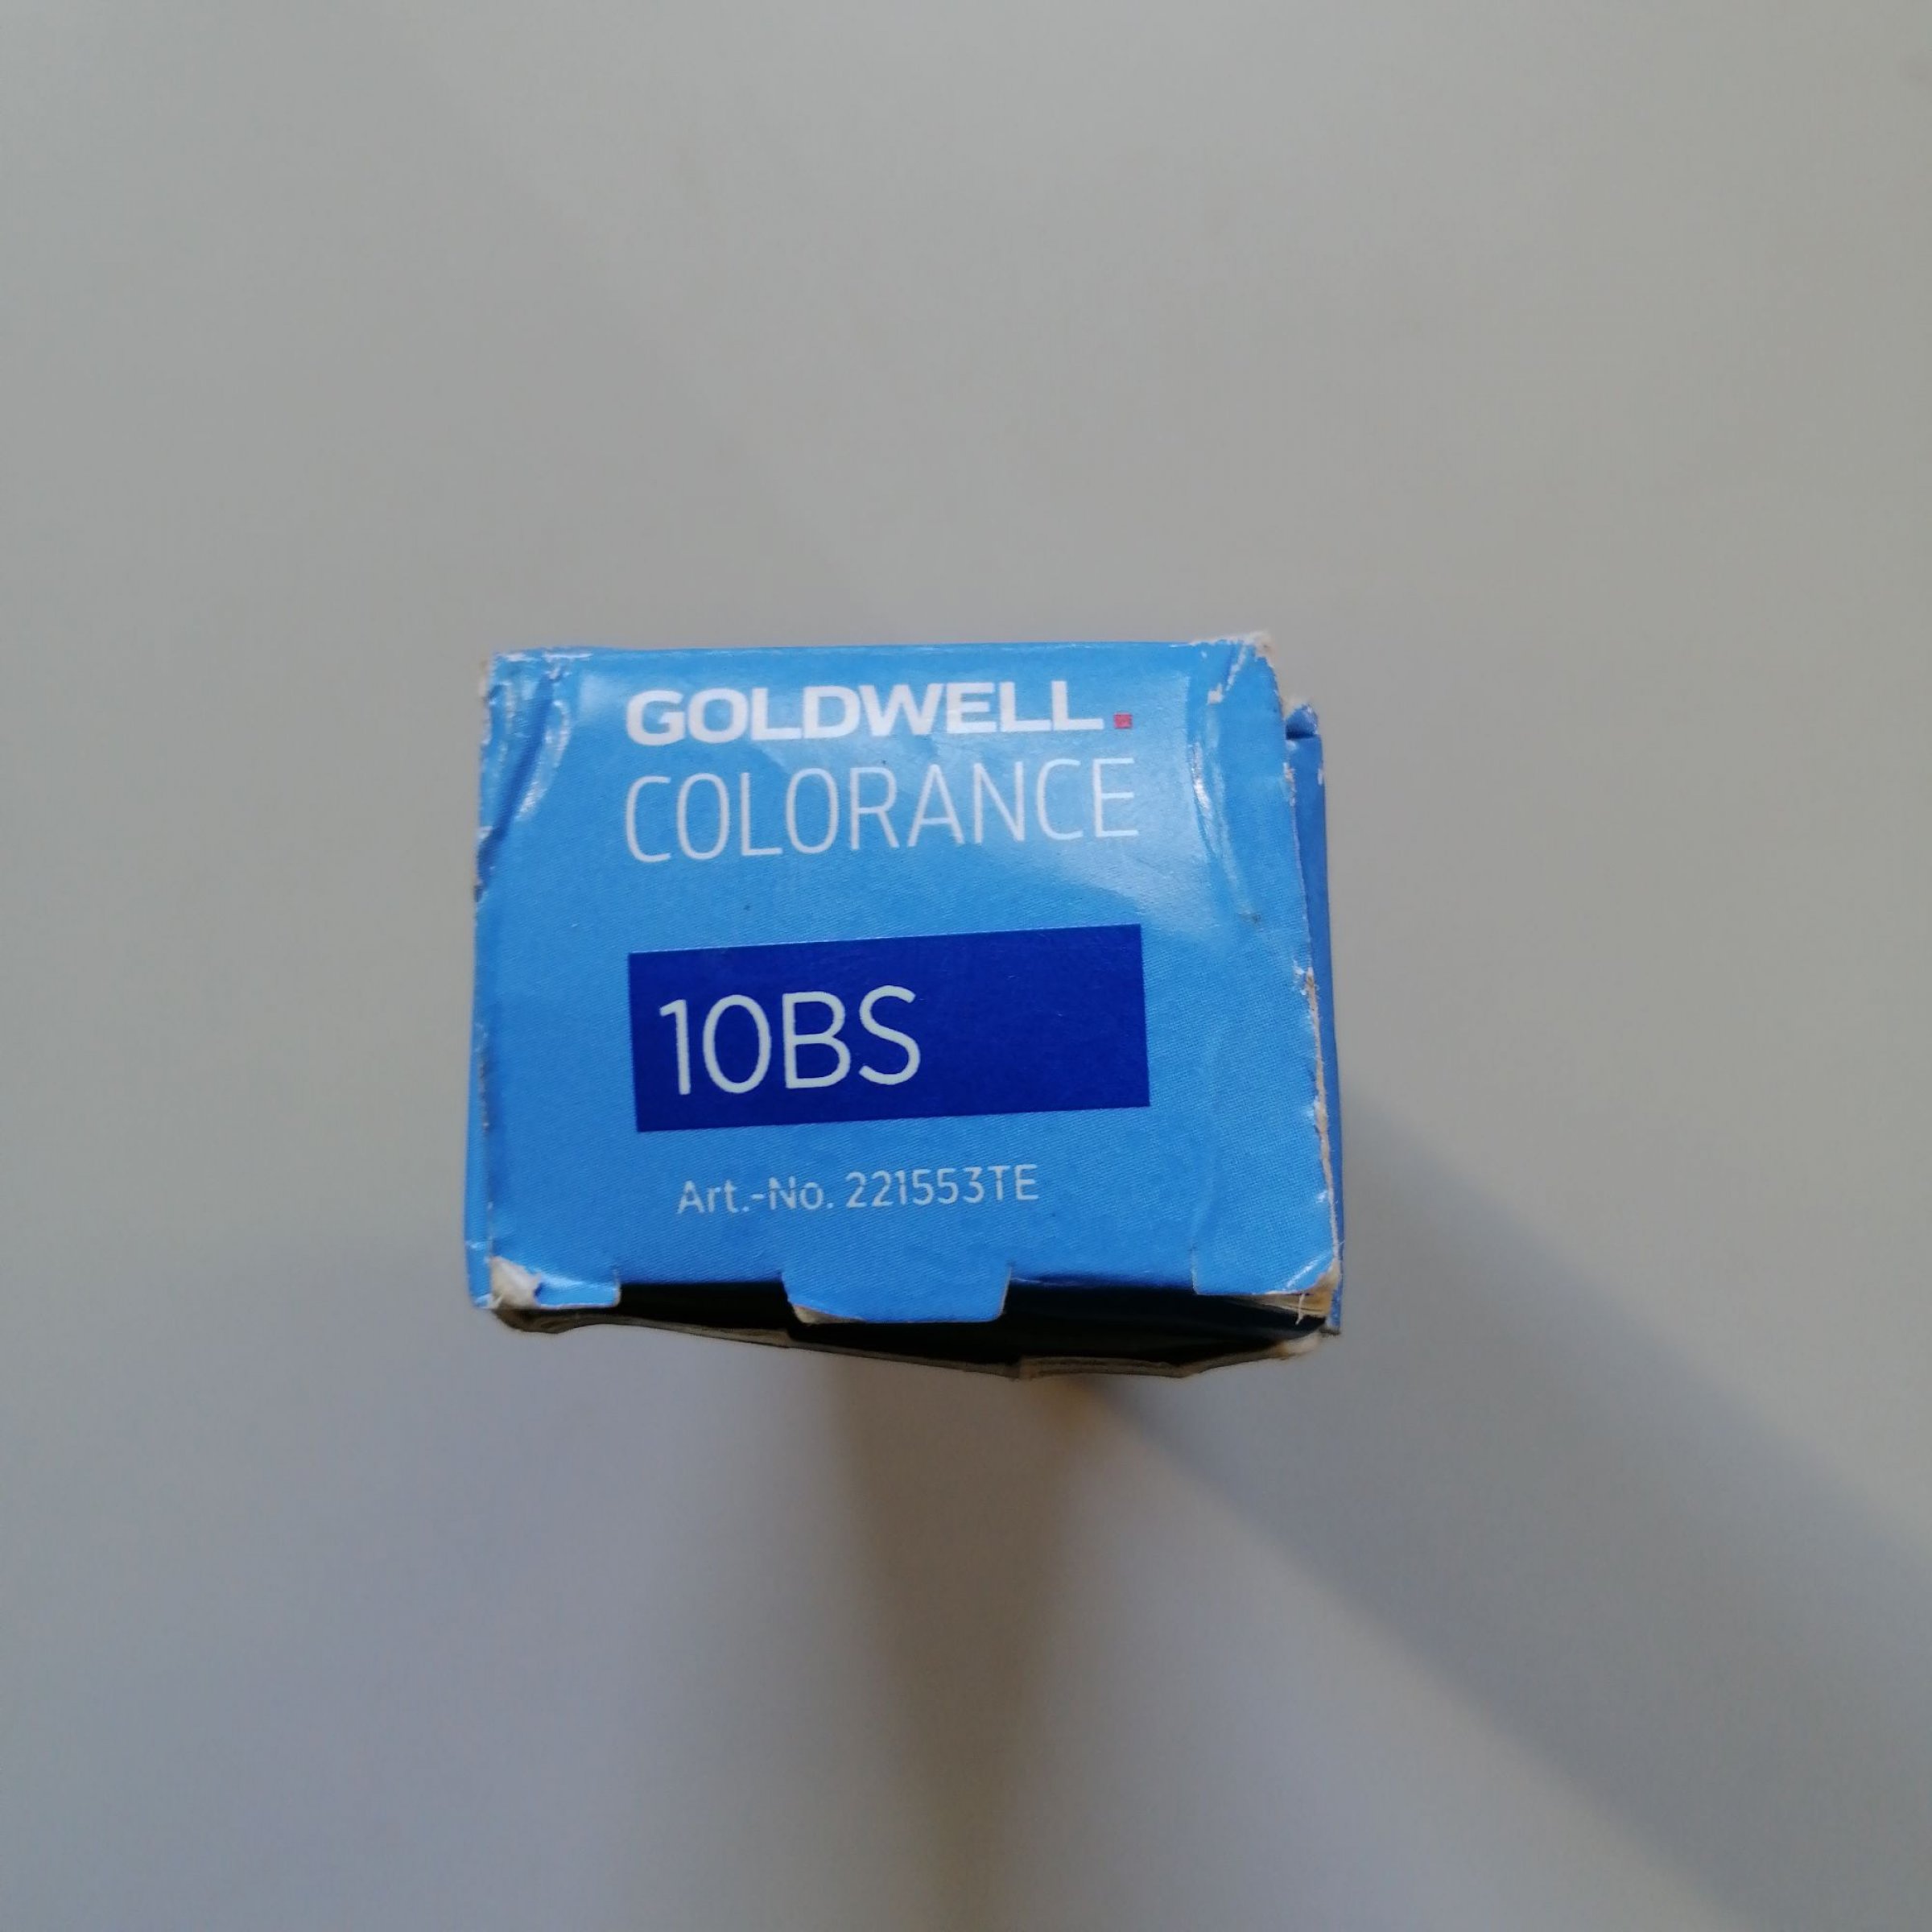 GOLDWELL.
COLORANCE
10BS
Art.-No. 221553TE